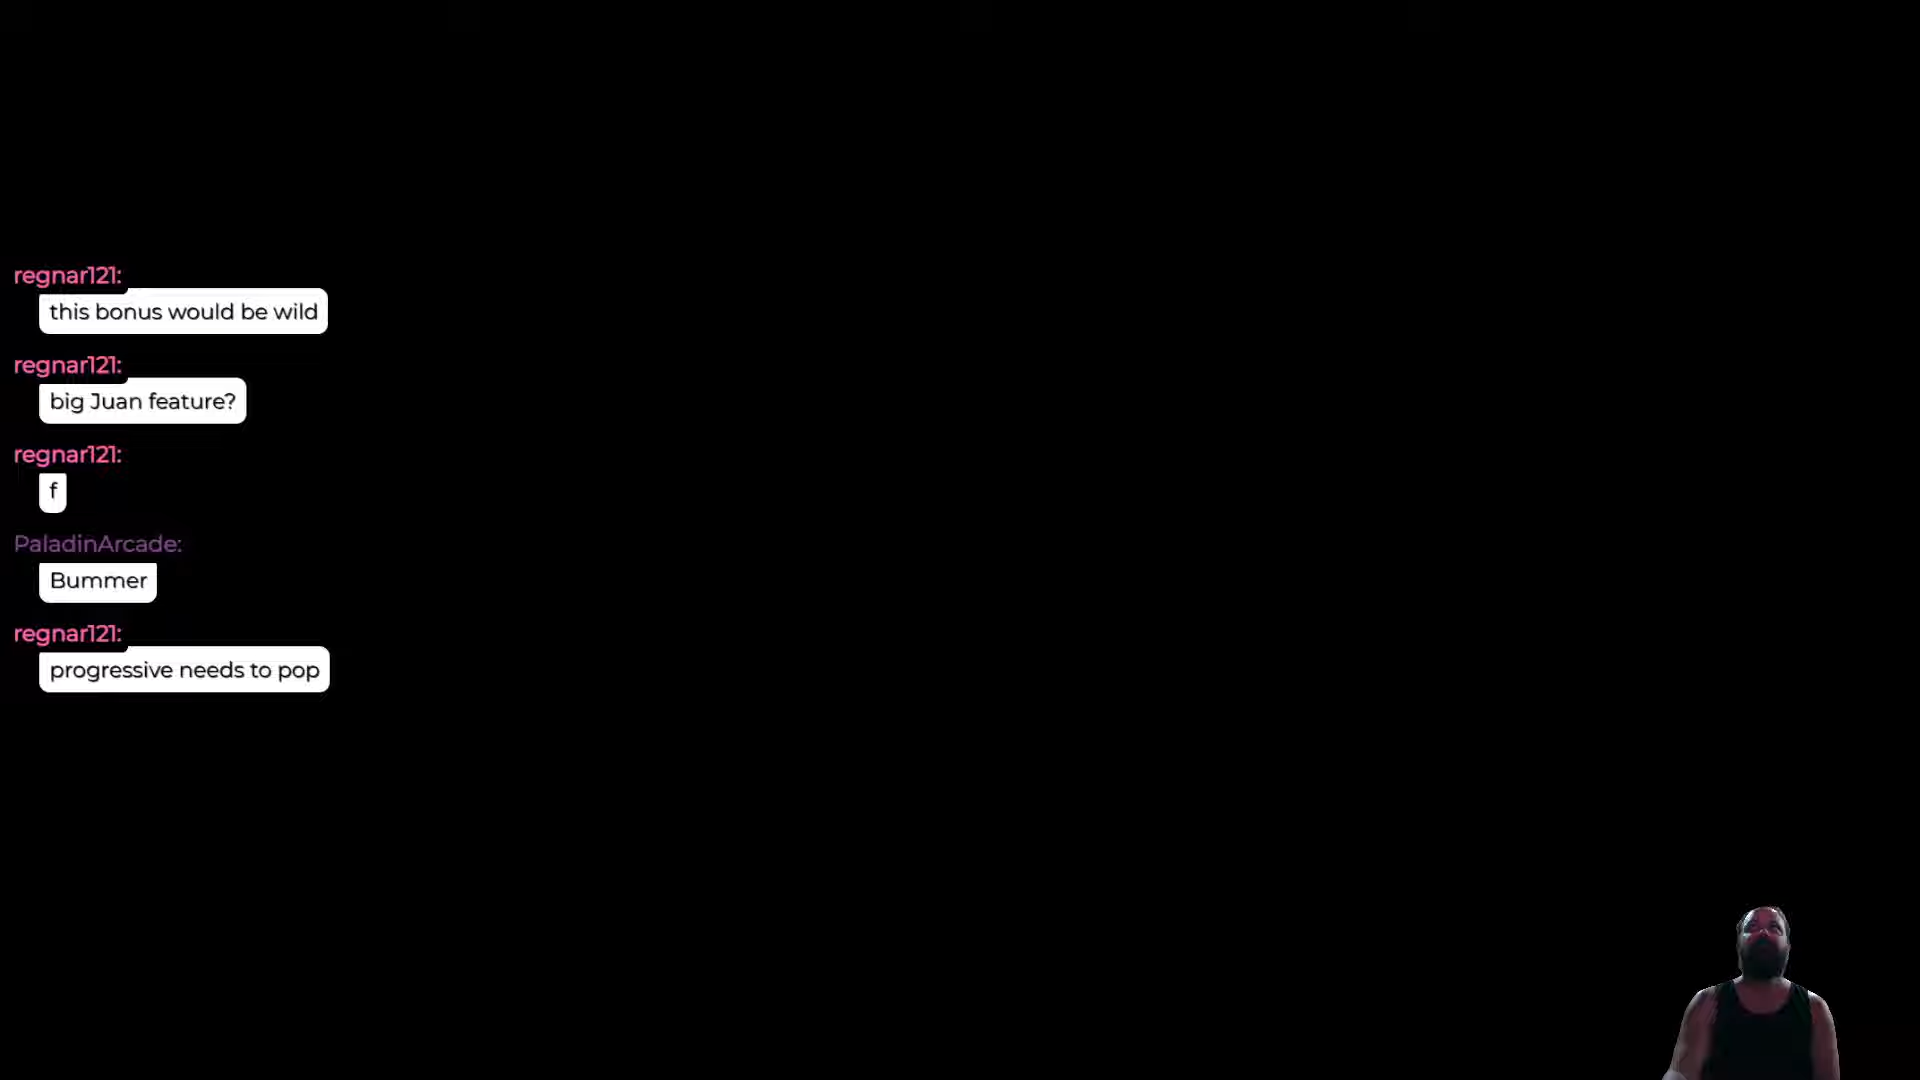 regnar121:
this bonus would be wild
regnar121:
big Juan feature?
regnar121:
f
PaladinArcade:
Bummer
regnar121:
progressive needs to pop